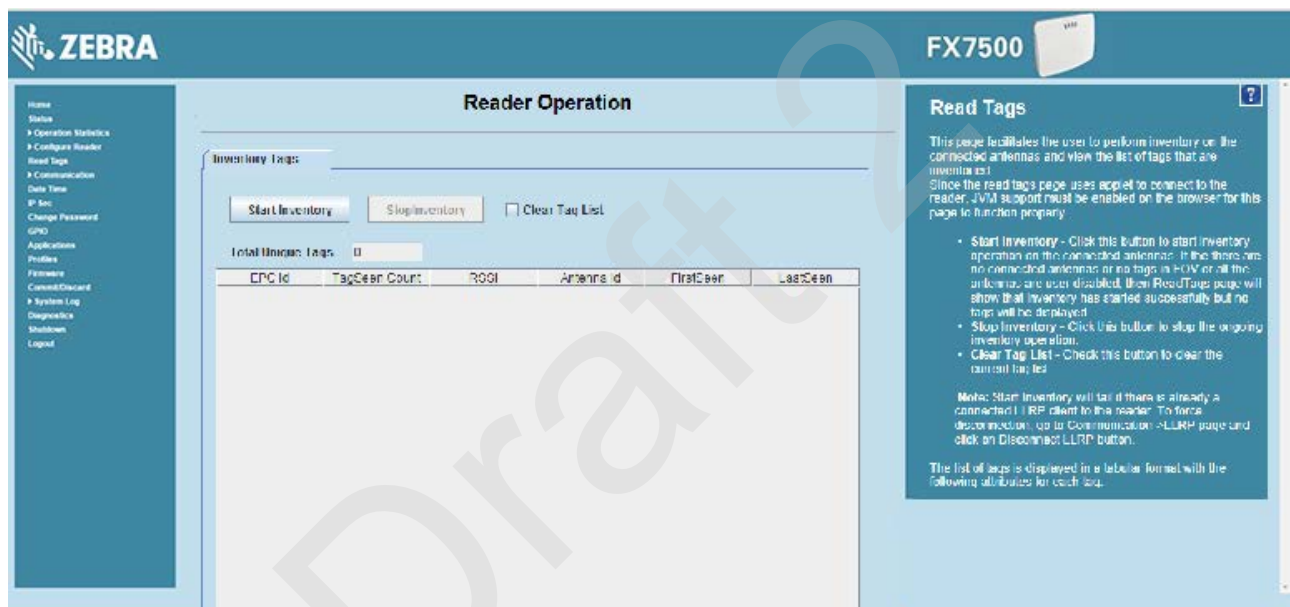 ZEBRA
FX7500
Home
Status
Operation Statistics
Configure Reader
Read Tags
Communication
Date Time
IP Sec
Change Password
GPIO
Applications
Profiles
Firmware
Commit/Discard
System Log
Diagnostics
Shutdown
Logout
Reader Operation
Inventory Tags
Start Inventory
StopInventory
Clear Tag List
Total Unique Tags 0
EPC Id TagSeen Count RSSI Antenna Id FirstSeen LastSeen
?
Read Tags
This page facilitates the user to perform inventory on the
connected antennas and view the list of tags that are
inventoried
Since the read tags page uses applet to connect to the
reader, JVM support must be enabled on the browser for this
page to function properly
• Start Inventory - Click this button to start inventory
operation on the connected antennas. If the there are
no connected antennas or no tags in FOV or all the
antennas are user disabled, then ReadTags page will
show that inventory has started successfully but no
tags will be displayed
• Stop Inventory - Click this button to stop the ongoing
inventory operation.
• Clear Tag List - Check this button to clear the
current tag list
Note: Start Inventory will fail if there is already a
connected LLRP client to the reader. To force
disconnection, go to Communication ->LLRP page and
click on Disconnect LLRP button.
The list of tags is displayed in a tabular format with the
following attributes for each tag.
Draft 2